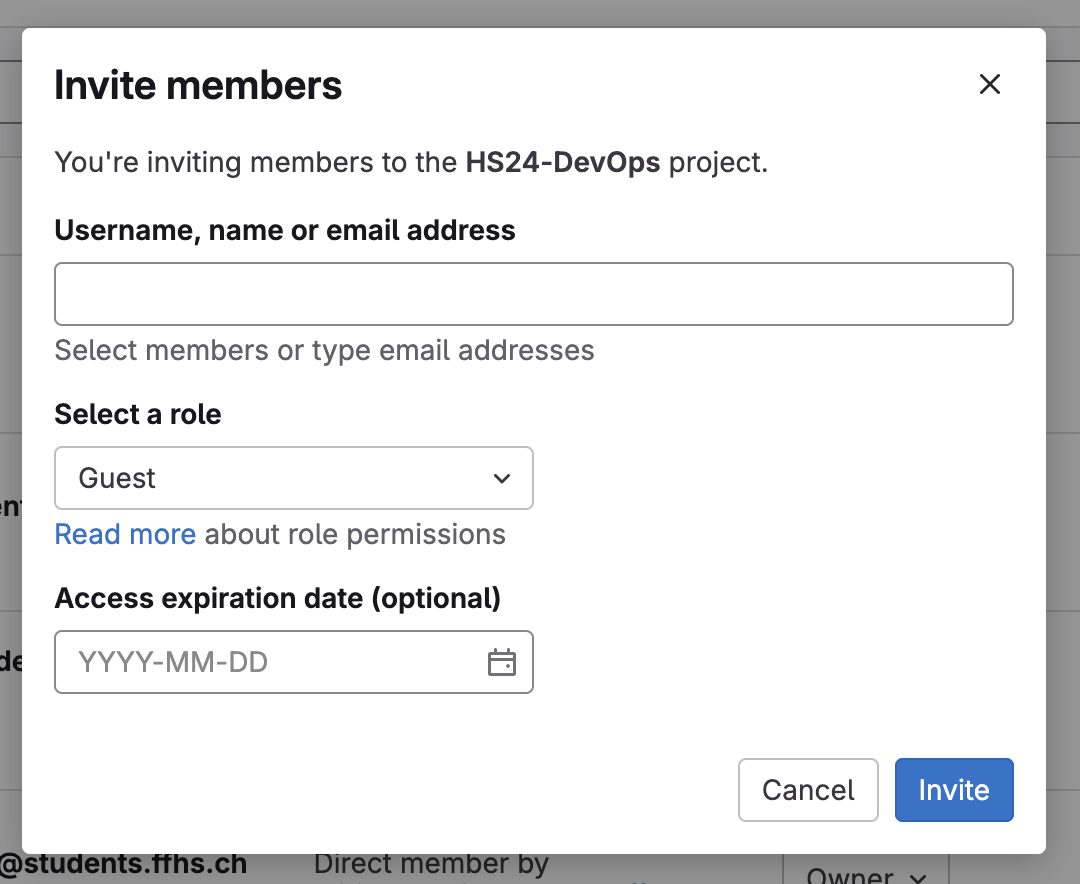 Invite members
You're inviting members to the HS24-DevOps project.
Username, name or email address
Select members or type email addresses
Select a role
Guest
Read more about role permissions
Access expiration date (optional)
YYYY-MM-DD
Cancel
Invite
@students.ffhs.ch
Direct member by
Owner